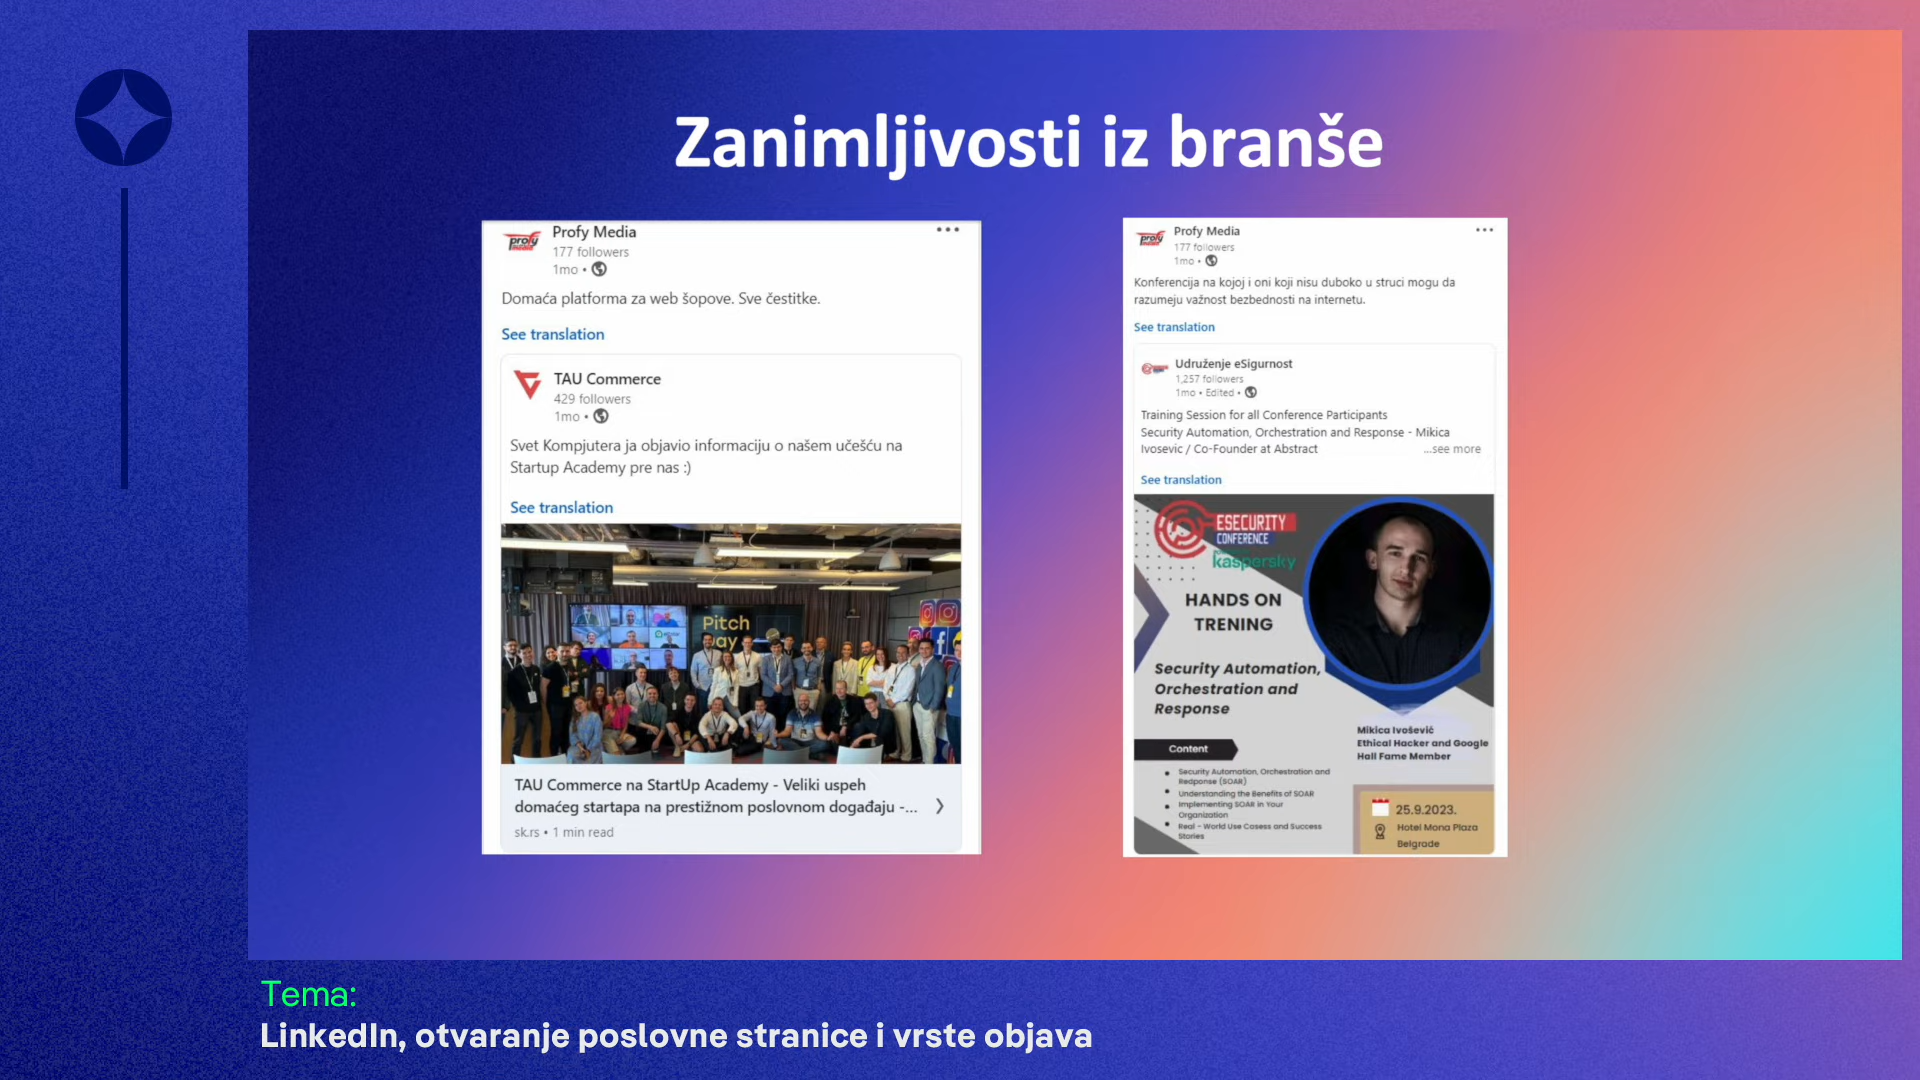 Zanimljivosti iz branše
profy
Profy Media
177 followers
1mo •
Domaća platforma za web šopove. Sve čestitke.
See translation
TAU Commerce
429 followers
1mo •
Svet Kompjutera ja objavio informaciju o našem učešću na
Startup Academy pre nas :)
See translation
Pitch
TAU Commerce na StartUp Academy - Veliki uspeh
domaćeg startapa na prestižnom poslovnom događaju -...
sk.rs • 1 min read
profy
Profy Media
177 followers
1mo •
Konferencija na kojoj i oni koji nisu duboko u struci mogu da
razumeju važnost bezbednosti na internetu.
See translation
Udruženje eSigurnost
1,257 followers
1mo • Edited •
Training Session for all Conference Participants
Security Automation, Orchestration and Response - Mikica
Ivosevic / Co-Founder at Abstract ...see more
See translation
ESECURITY
CONFERENCE
kaspersky
HANDS ON
TRENING
Security Automation,
Orchestration and
Response
Mikica Ivošević
Ethical Hacker and Google
Hall Fame Member
Content
• Security Automation, Orchestration and
Redponse (SOAR)
• Understanding the Benefits of SOAR
• Implementing SOAR in Your
Organization
• Real - World Use Casess and Success
Stories
25.9.2023.
Hotel Mona Plaza
Belgrade
Tema:
LinkedIn, otvaranje poslovne stranice i vrste objava